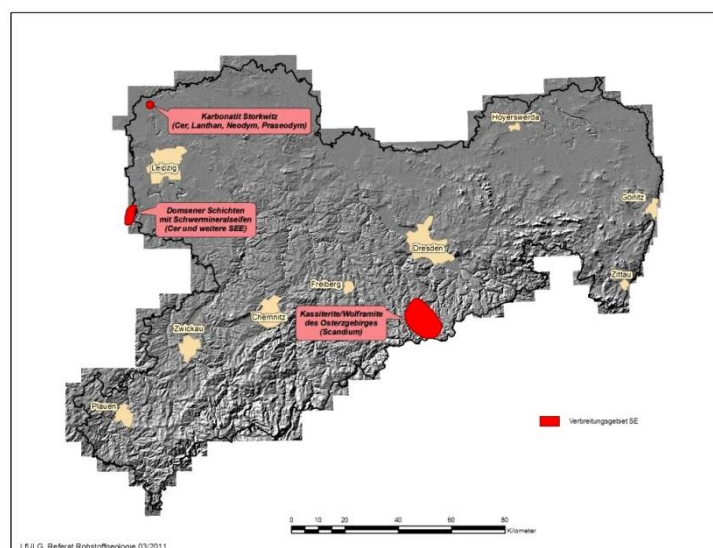 Karbonatit Storkwitz
(Cer, Lanthan, Neodym, Praseodym)
Hoyerswerda
Leipzig
Domsener Schichten
mit Schwermineralseifen
(Cer und weitere SEE)
Görlitz
Dresden
Zittau
Freiberg
Kassiterite/Wolframite
des Osterzgebirges
(Scandium)
Chemnitz
Zwickau
Plauen
Verbreitungsgebiet SE
0 10 20 40 60 80
Kilometer
LfULG, Referat Rohstoffgeologie 03/2011